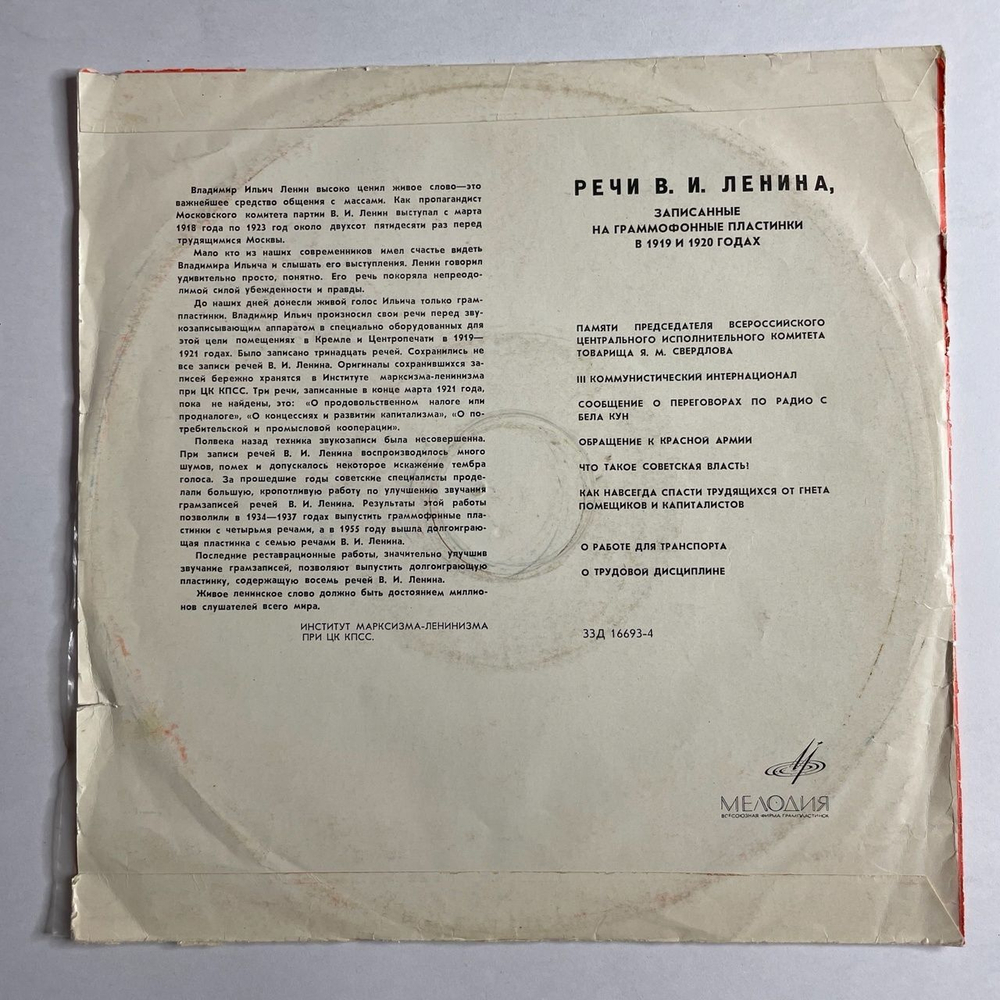 Владимир Ильич Ленин высоко ценил живое слово—это
важнейшее средство общения с массами. Как пропагандист
Московского комитета партии В. И. Ленин выступал с марта
1918 года по 1923 год около двухсот пятидесяти раз перед
трудящимися Москвы.
Мало кто из наших современников имел счастье видеть
Владимира Ильича и слышать его выступления. Ленин говорил
удивительно просто, понятно. Его речь покоряла непреодо-
лимой силой убежденности и правды.
До наших дней донесли живой голос Ильича только грам-
пластинки. Владимир Ильич произносил свои речи перед зву-
козаписывающим аппаратом в специально оборудованных для
этой цели помещениях в Кремле и Центропечати в 1919—
1921 годах. Было записано тринадцать речей. Сохранились не
все записи речей В. И. Ленина. Оригиналы сохранившихся за-
писей бережно хранятся в Институте марксизма-ленинизма
при ЦК КПСС. Три речи, записанные в конце марта 1921 года,
пока не найдены, это: «О продовольственном налоге или
продналоге», «О концессиях и развитии капитализма», «О по-
требительской и промысловой кооперации».
Полвека назад техника звукозаписи была несовершенна.
При записи речей В. И. Ленина воспроизводилось много
шумов, помех и допускалось некоторое искажение тембра
голоса. За прошедшие годы советские специалисты проде-
лали большую, кропотливую работу по улучшению звучания
грамзаписей речей В. И. Ленина. Результаты этой работы
позволили в 1934—1937 годах выпустить граммофонные пла-
стинки с четырьмя речами, а в 1955 году вышла долгоиграю-
щая пластинка с семью речами В. И. Ленина.
Последние реставрационные работы, значительно улучшив
звучание грамзаписей, позволяют выпустить долгоиграющую
пластинку, содержащую восемь речей В. И. Ленина.
Живое ленинское слово должно быть достоянием миллио-
нов слушателей всего мира.
ИНСТИТУТ МАРКСИЗМА-ЛЕНИНИЗМА
ПРИ ЦК КПСС.
РЕЧИ В. И. ЛЕНИНА,
ЗАПИСАННЫЕ
НА ГРАММОФОННЫЕ ПЛАСТИНКИ
В 1919 И 1920 ГОДАХ
ПАМЯТИ ПРЕДСЕДАТЕЛЯ ВСЕРОССИЙСКОГО
ЦЕНТРАЛЬНОГО ИСПОЛНИТЕЛЬНОГО КОМИТЕТА
ТОВАРИЩА Я. М. СВЕРДЛОВА
III КОММУНИСТИЧЕСКИЙ ИНТЕРНАЦИОНАЛ
СООБЩЕНИЕ О ПЕРЕГОВОРАХ ПО РАДИО С
БЕЛА КУН
ОБРАЩЕНИЕ К КРАСНОЙ АРМИИ
ЧТО ТАКОЕ СОВЕТСКАЯ ВЛАСТЬ?
КАК НАВСЕГДА СПАСТИ ТРУДЯЩИХСЯ ОТ ГНЕТА
ПОМЕЩИКОВ И КАПИТАЛИСТОВ
О РАБОТЕ ДЛЯ ТРАНСПОРТА
О ТРУДОВОЙ ДИСЦИПЛИНЕ
33Д 16693-4
МЕЛОДИЯ
ВСЕСОЮЗНАЯ ФИРМА ГРАМПЛАСТИНОК